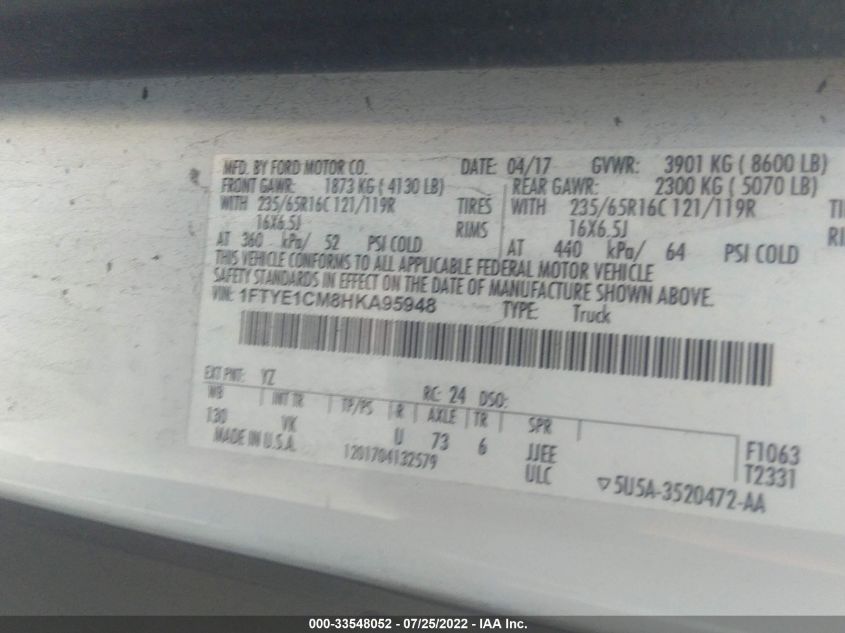 MFD. BY FORD MOTOR CO. DATE: 04/17 GVWR: 3901 KG ( 8600 LB)
FRONT GAWR: 1873 KG ( 4130 LB) REAR GAWR: 2300 KG ( 5070 LB)
WITH 235/65R16C 121/119R TIRES WITH 235/65R16C 121/119R TI
16X6.5J RIMS 16X6.5J RI
AT 360 kPa/ 52 PSI COLD AT 440 kPa/ 64 PSI COLD
THIS VEHICLE CONFORMS TO ALL APPLICABLE FEDERAL MOTOR VEHICLE
SAFETY STANDARDS IN EFFECT ON THE DATE OF MANUFACTURE SHOWN ABOVE.
VIN: 1FTYE1CM8HKA95948 TYPE: Truck
EXT PNT: YZ RC: 24 DSO:
WB INT TR TP/PS R AXLE TR SPR
130 VK U 73 6 JJEE F1063
MADE IN U.S.A. 1201704132579 ULC T2331
▽5U5A-3520472-AA
000-33548052 - 07/25/2022 - IAA Inc.